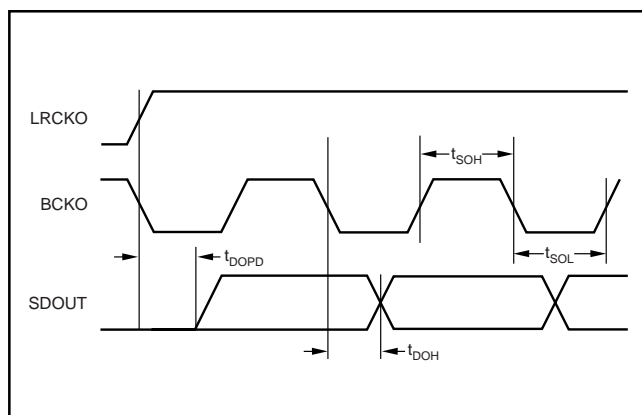 LRCKO
t_SOH
BCKO
t_SOL
t_DOPD
SDOUT
t_DOH